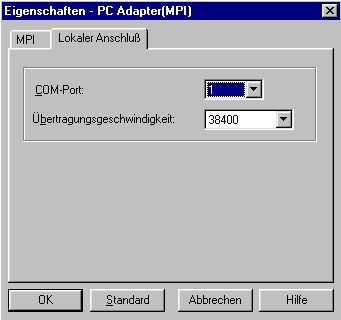 Eigenschaften - PC Adapter(MPI)
MPI Lokaler Anschluß
COM-Port: 1
Übertragungsgeschwindigkeit: 38400
OK Standard Abbrechen Hilfe